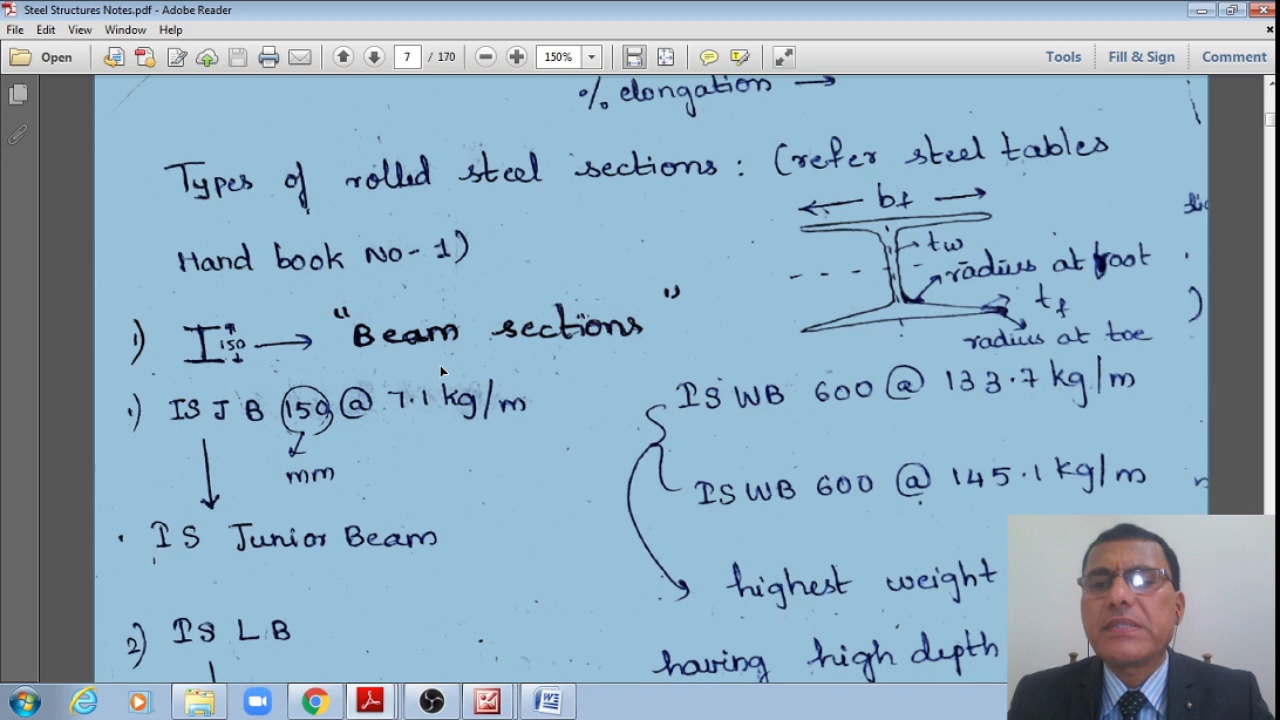 Steel Structures Notes.pdf - Adobe Reader
File Edit View Window Help
Open 7 / 170 150% Tools Fill & Sign Comment
% elongation →
Types of rolled steel sections : (refer steel tables
Hand book No-1)
bf
tw
radius at root
tf
radius at toe
1) I 150 → "Beam sections"
1) IS J B 150 @ 7.1 kg/m
mm
IS Junior Beam
2) IS L B
IS WB 600 @ 133.7 kg/m
IS WB 600 @ 145.1 kg/m
highest weight
having high depth